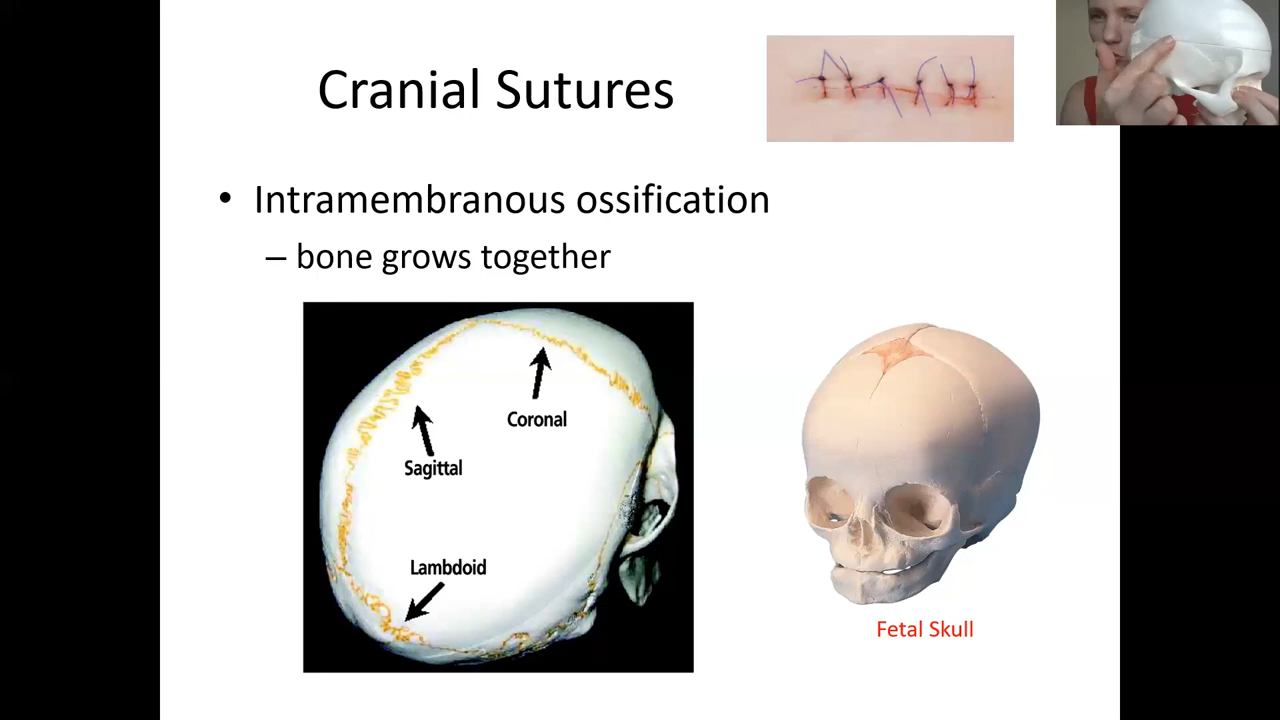 Cranial Sutures
• Intramembranous ossification
– bone grows together
Coronal
Sagittal
Lambdoid
Fetal Skull